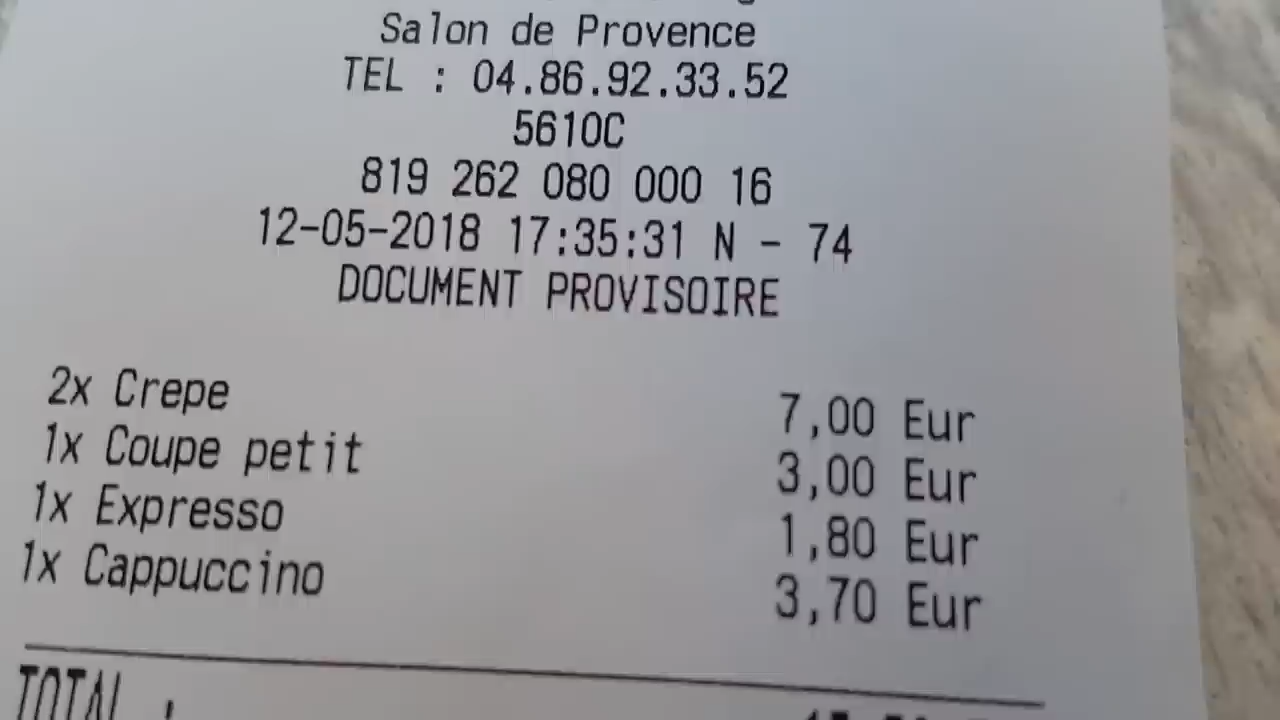 Salon de Provence
TEL : 04.86.92.33.52
5610C
819 262 080 000 16
12-05-2018 17:35:31 N - 74
DOCUMENT PROVISOIRE
2x Crepe 7,00 Eur
1x Coupe petit 3,00 Eur
1x Expresso 1,80 Eur
1x Cappuccino 3,70 Eur
TOTAL :